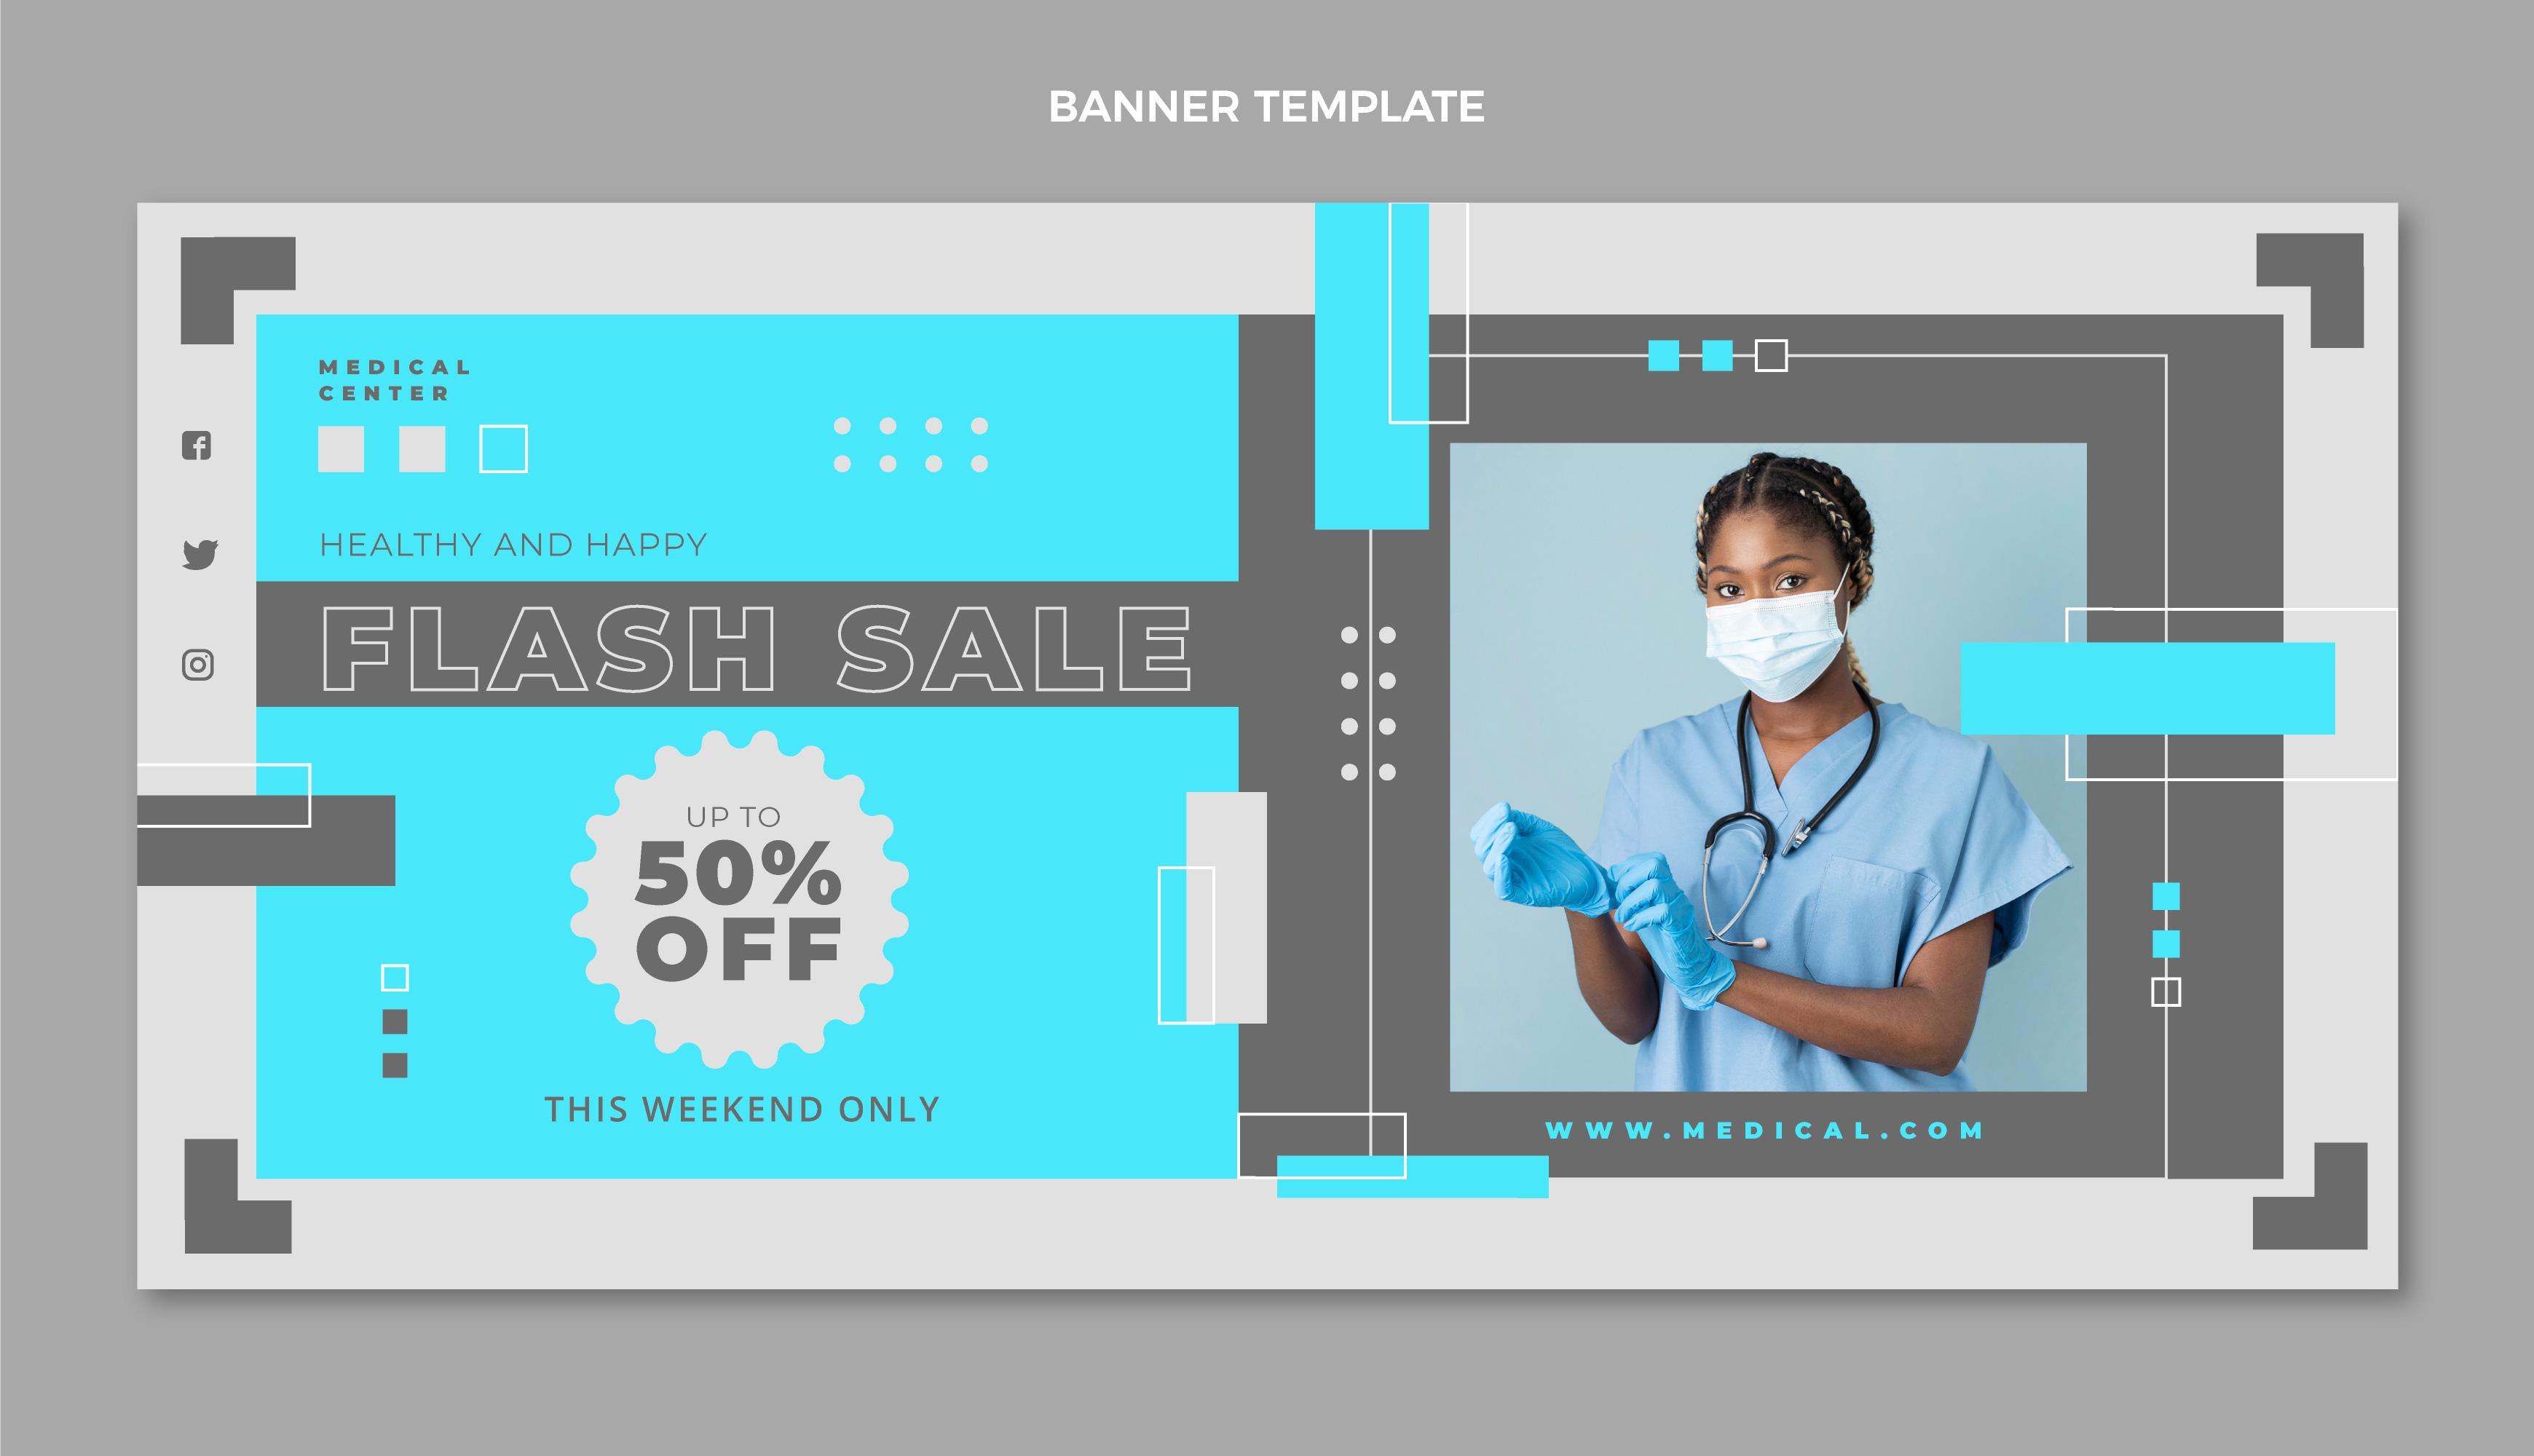 BANNER TEMPLATE
MEDICAL
CENTER
HEALTHY AND HAPPY
FLASH SALE
UP TO
50%
OFF
THIS WEEKEND ONLY
WWW.MEDICAL.COM